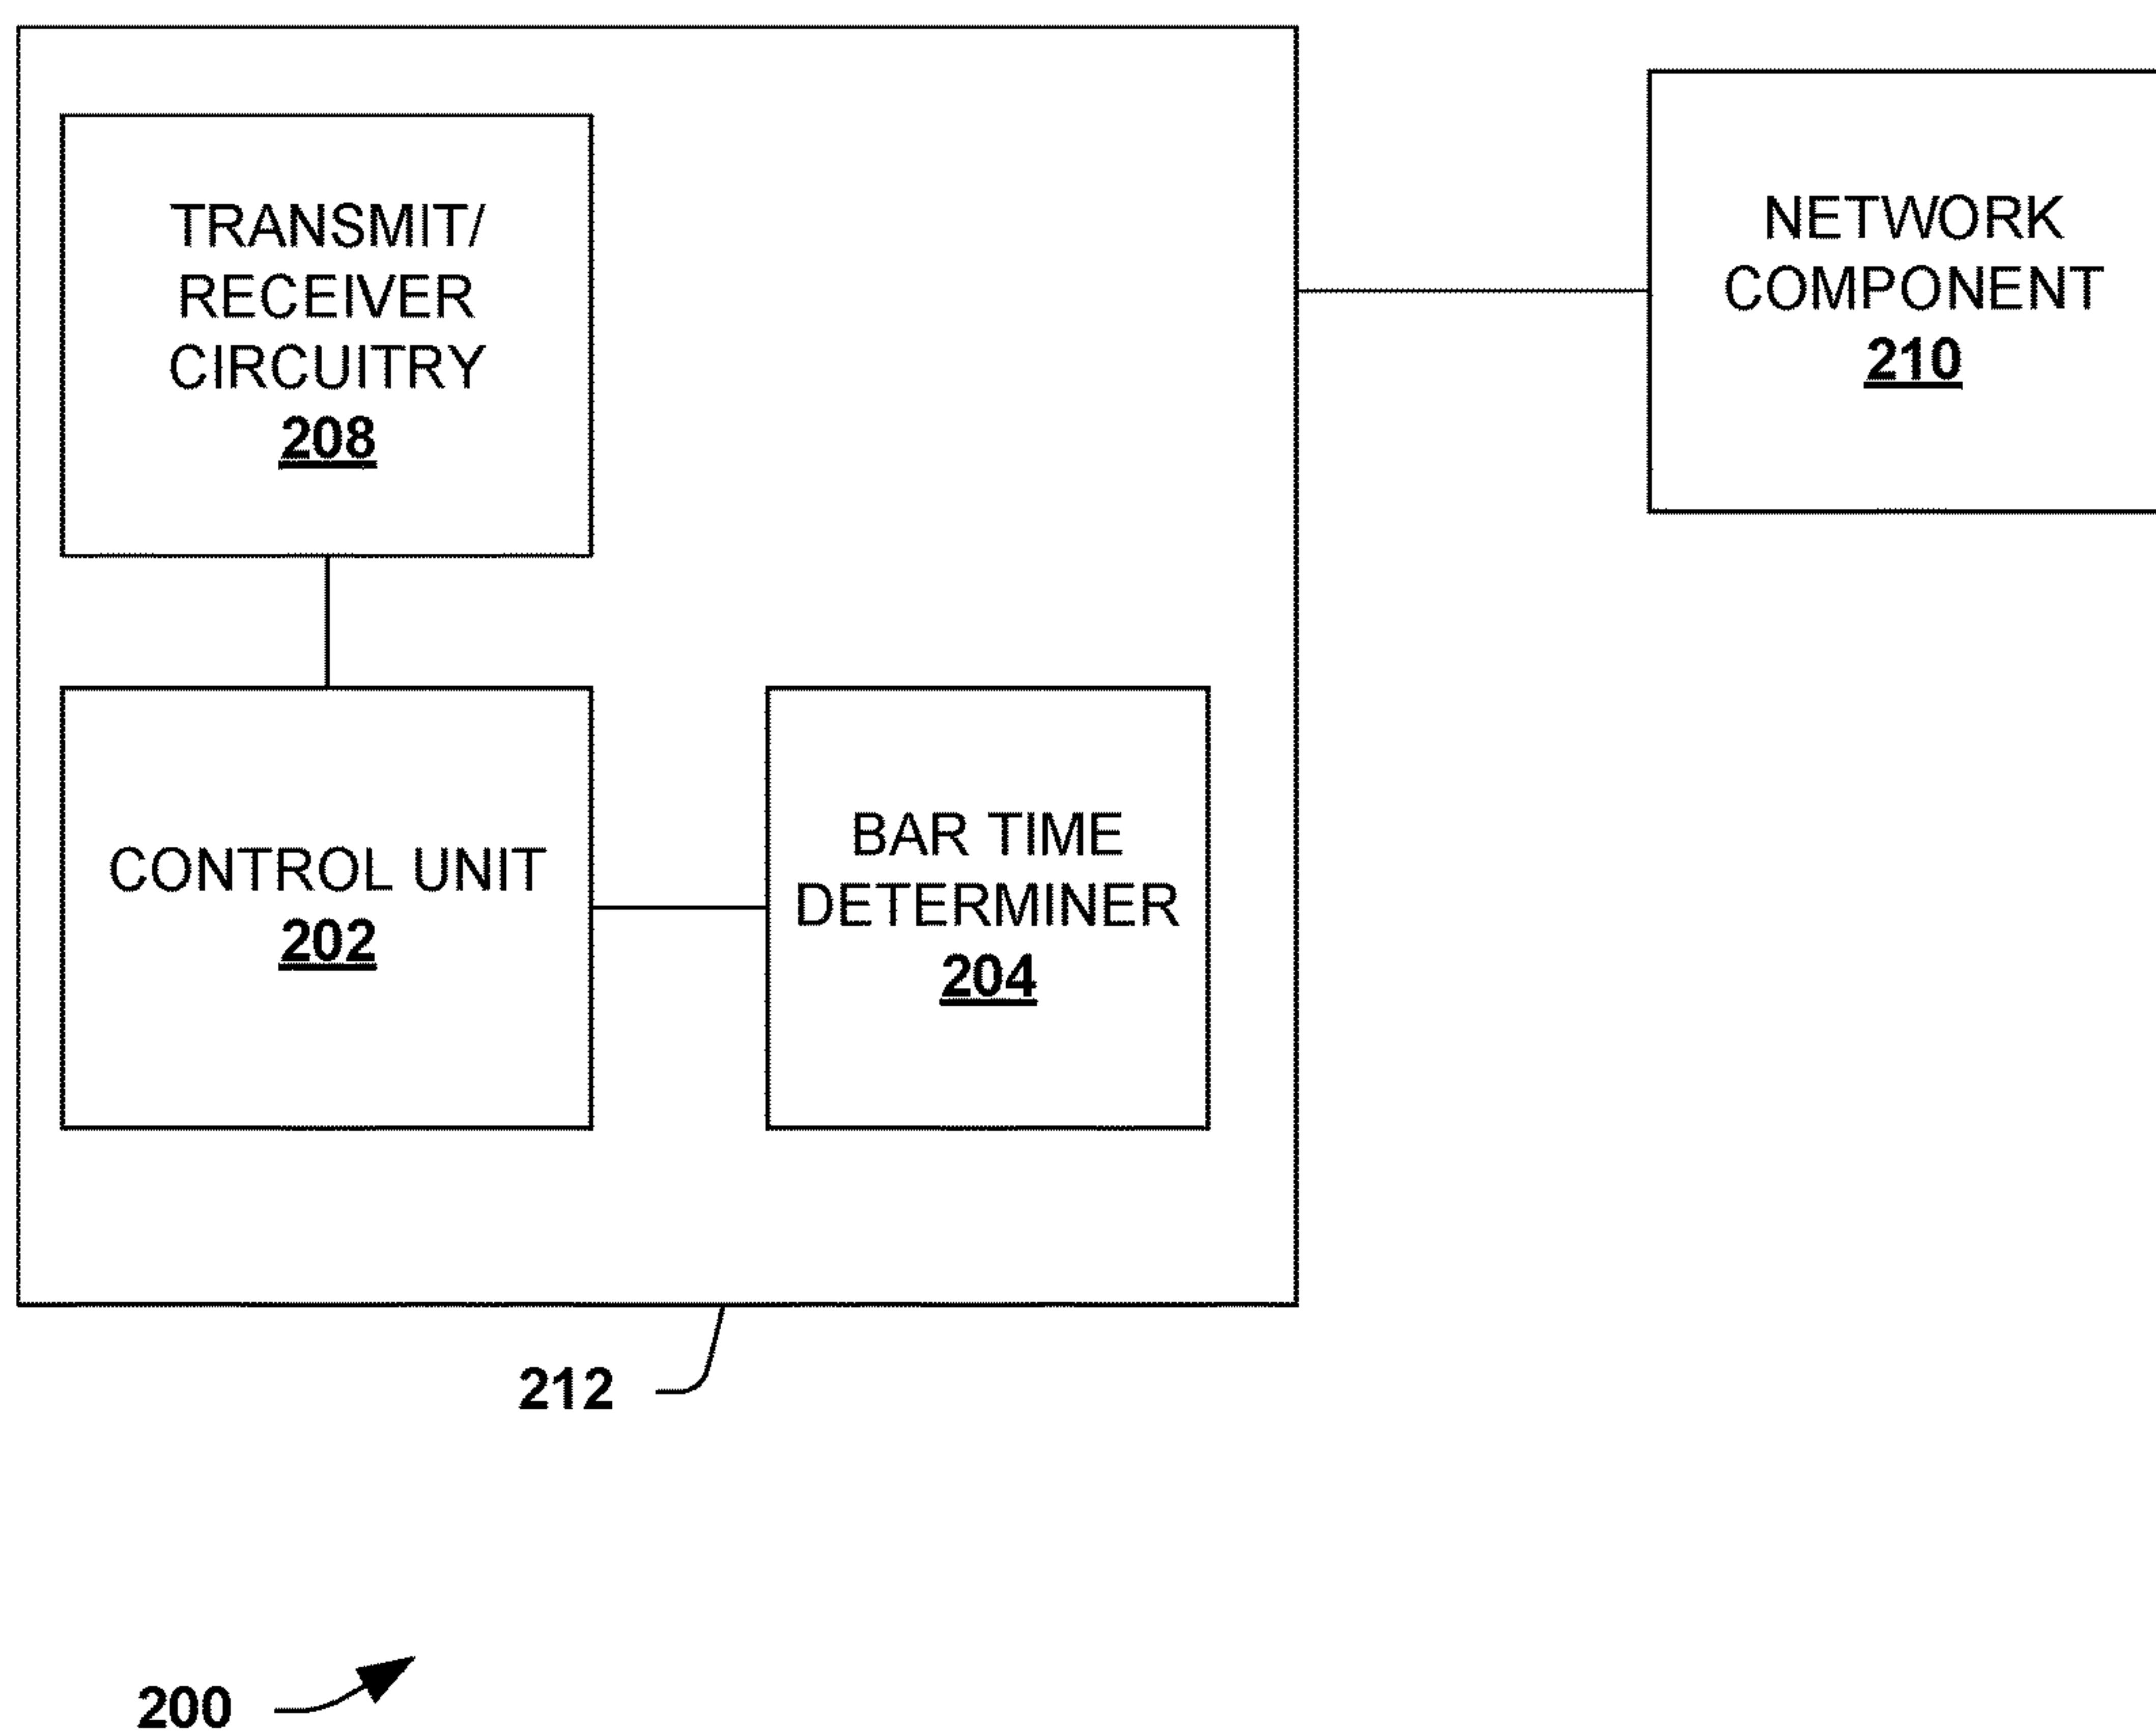 TRANSMIT/
RECEIVER
CIRCUITRY
208
NETWORK
COMPONENT
210
CONTROL UNIT
202
BAR TIME
DETERMINER
204
212
200